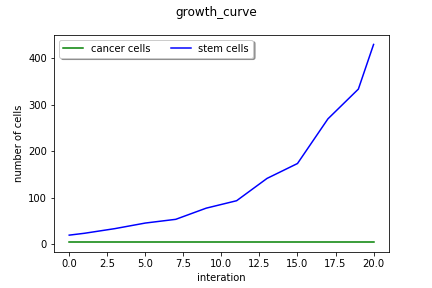 growth_curve
cancer cells stem cells
400
300
200
100
0
number of cells
0.0 2.5 5.0 7.5 10.0 12.5 15.0 17.5 20.0
interation